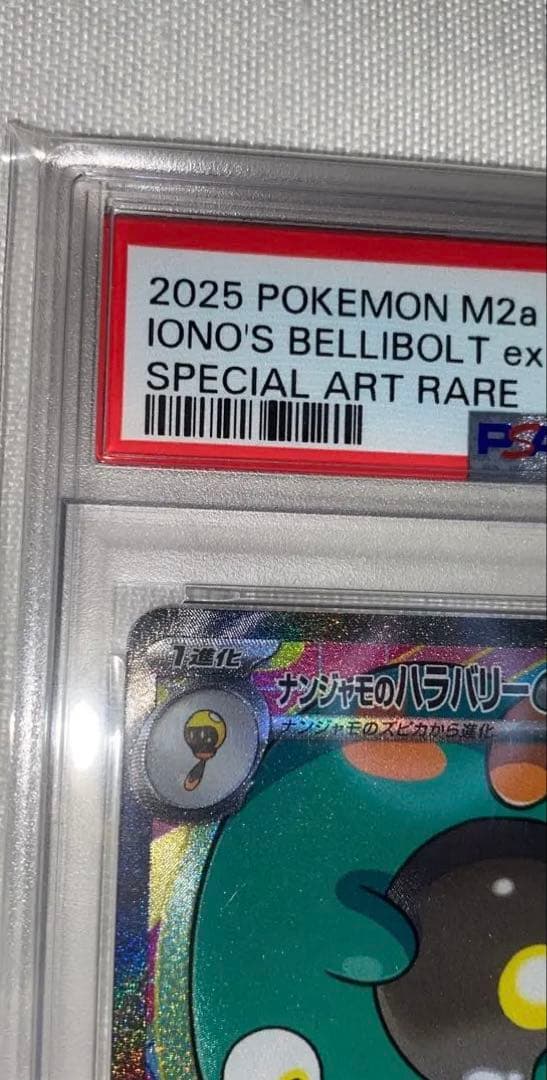 2025 POKEMON M2a
IONO'S BELLIBOLT ex
SPECIAL ART RARE
PSA
1進化
ナンジャモのハラバリー
ナンジャモのズピカから進化